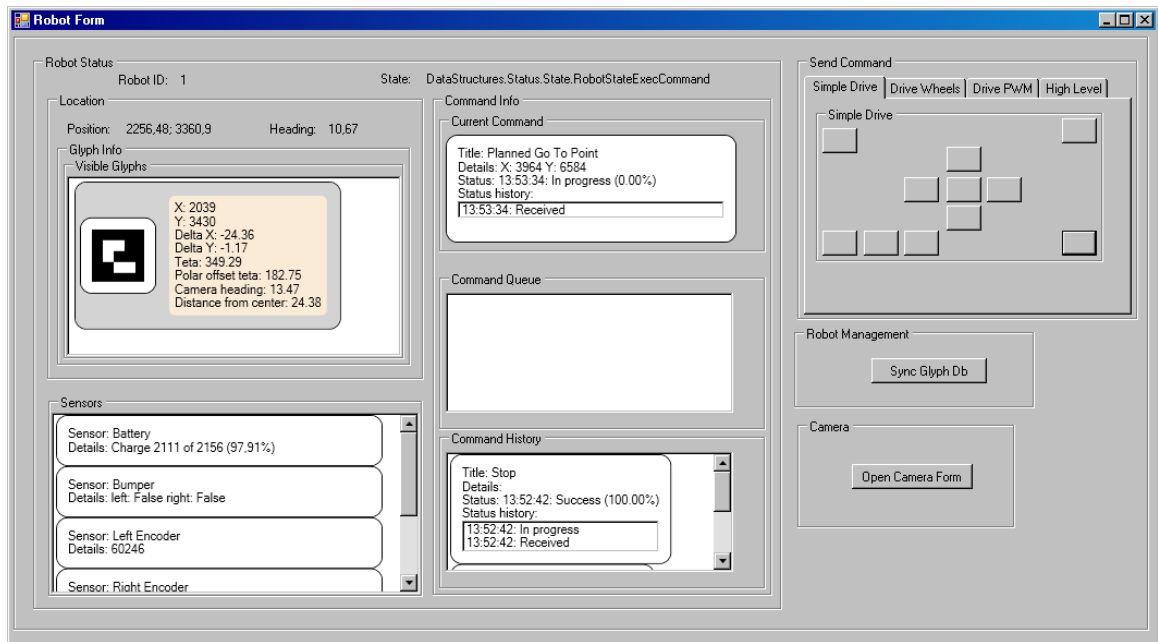 Robot Form
Robot Status
Robot ID: 1
State: DataStructures.Status.State.RobotStateExecCommand
Location
Position: 2256,48; 3360,9
Heading: 10,67
Glyph Info
Visible Glyphs
X: 2039
Y: 3430
Delta X: -24.36
Delta Y: -1.17
Teta: 349.29
Polar offset teta: 182.75
Camera heading: 13.47
Distance from center: 24.38
Sensors
Sensor: Battery
Details: Charge 2111 of 2156 (97,91%)
Sensor: Bumper
Details: left: False right: False
Sensor: Left Encoder
Details: 60246
Sensor: Right Encoder
Command Info
Current Command
Title: Planned Go To Point
Details: X: 3964 Y: 6584
Status: 13:53:34: In progress (0.00%)
Status history:
13:53:34: Received
Command Queue
Command History
Title: Stop
Details:
Status: 13:52:42: Success (100.00%)
Status history:
13:52:42: In progress
13:52:42: Received
Send Command
Simple Drive
Drive Wheels
Drive PWM
High Level
Simple Drive
Robot Management
Sync Glyph Db
Camera
Open Camera Form